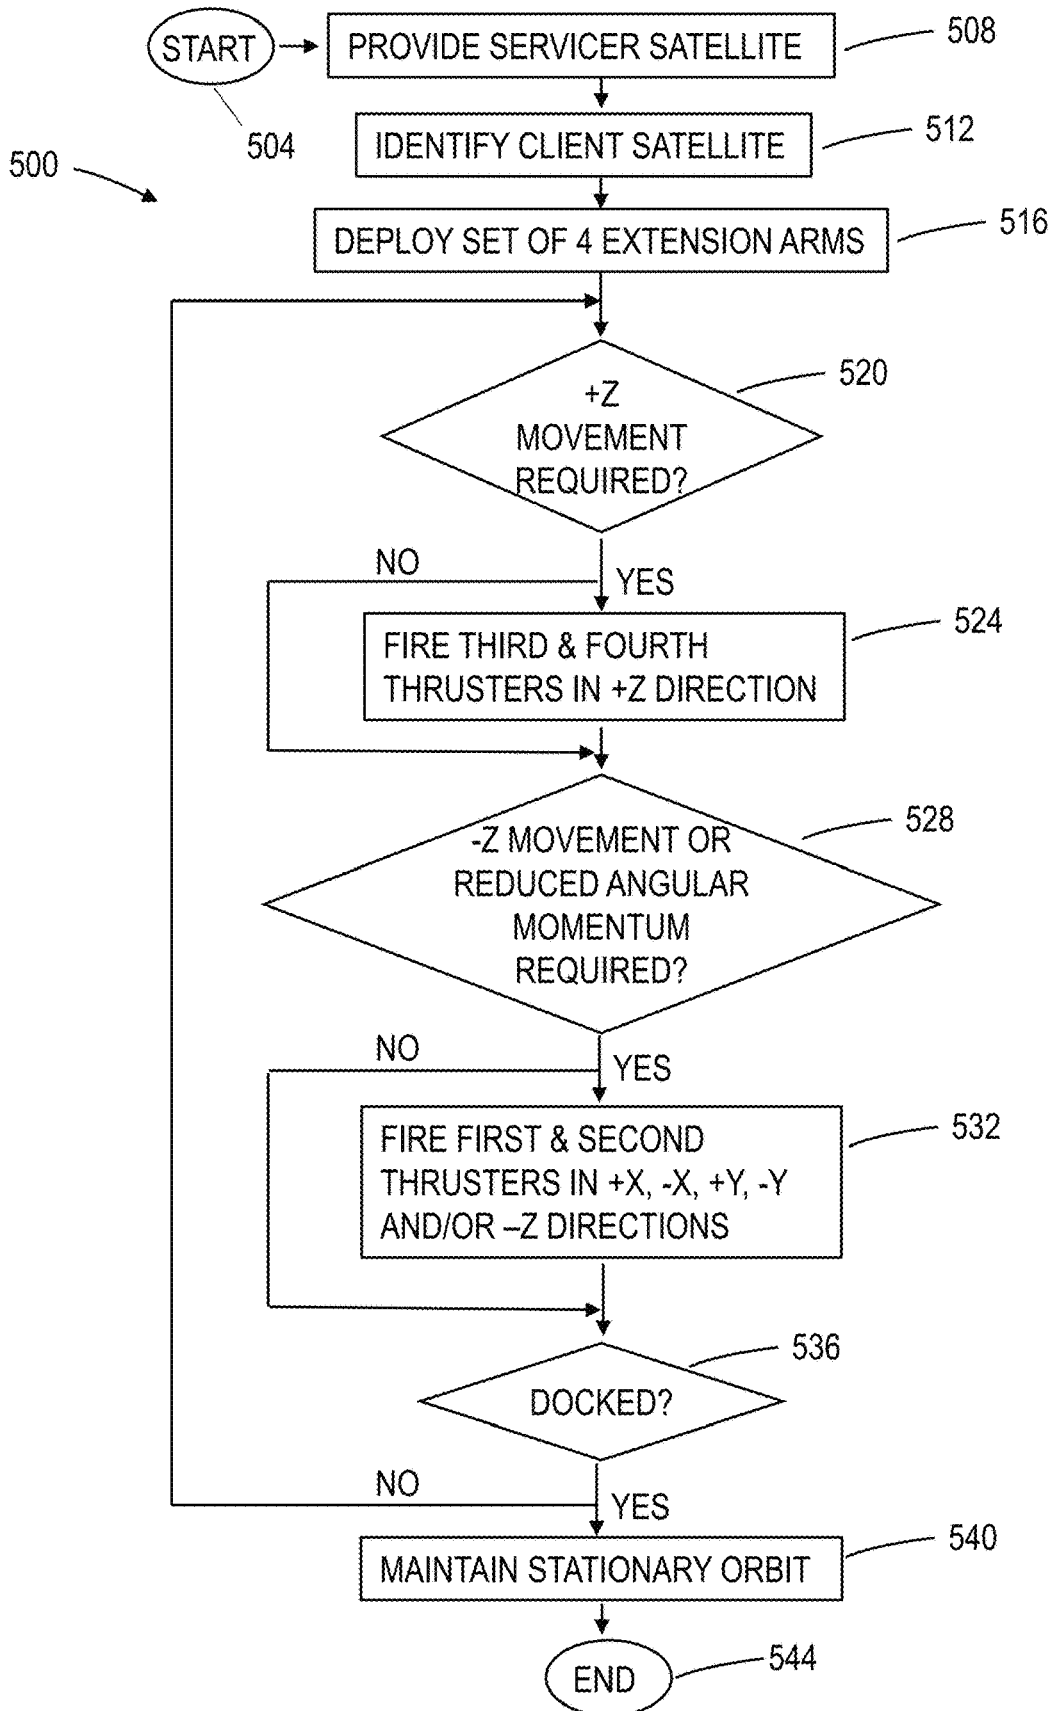 START
PROVIDE SERVICER SATELLITE
508
504
IDENTIFY CLIENT SATELLITE
512
500
DEPLOY SET OF 4 EXTENSION ARMS
516
+Z
MOVEMENT
REQUIRED?
520
NO
YES
FIRE THIRD & FOURTH
THRUSTERS IN +Z DIRECTION
524
-Z MOVEMENT OR
REDUCED ANGULAR
MOMENTUM
REQUIRED?
528
NO
YES
FIRE FIRST & SECOND
THRUSTERS IN +X, -X, +Y, -Y
AND/OR –Z DIRECTIONS
532
DOCKED?
536
NO
YES
MAINTAIN STATIONARY ORBIT
540
END
544